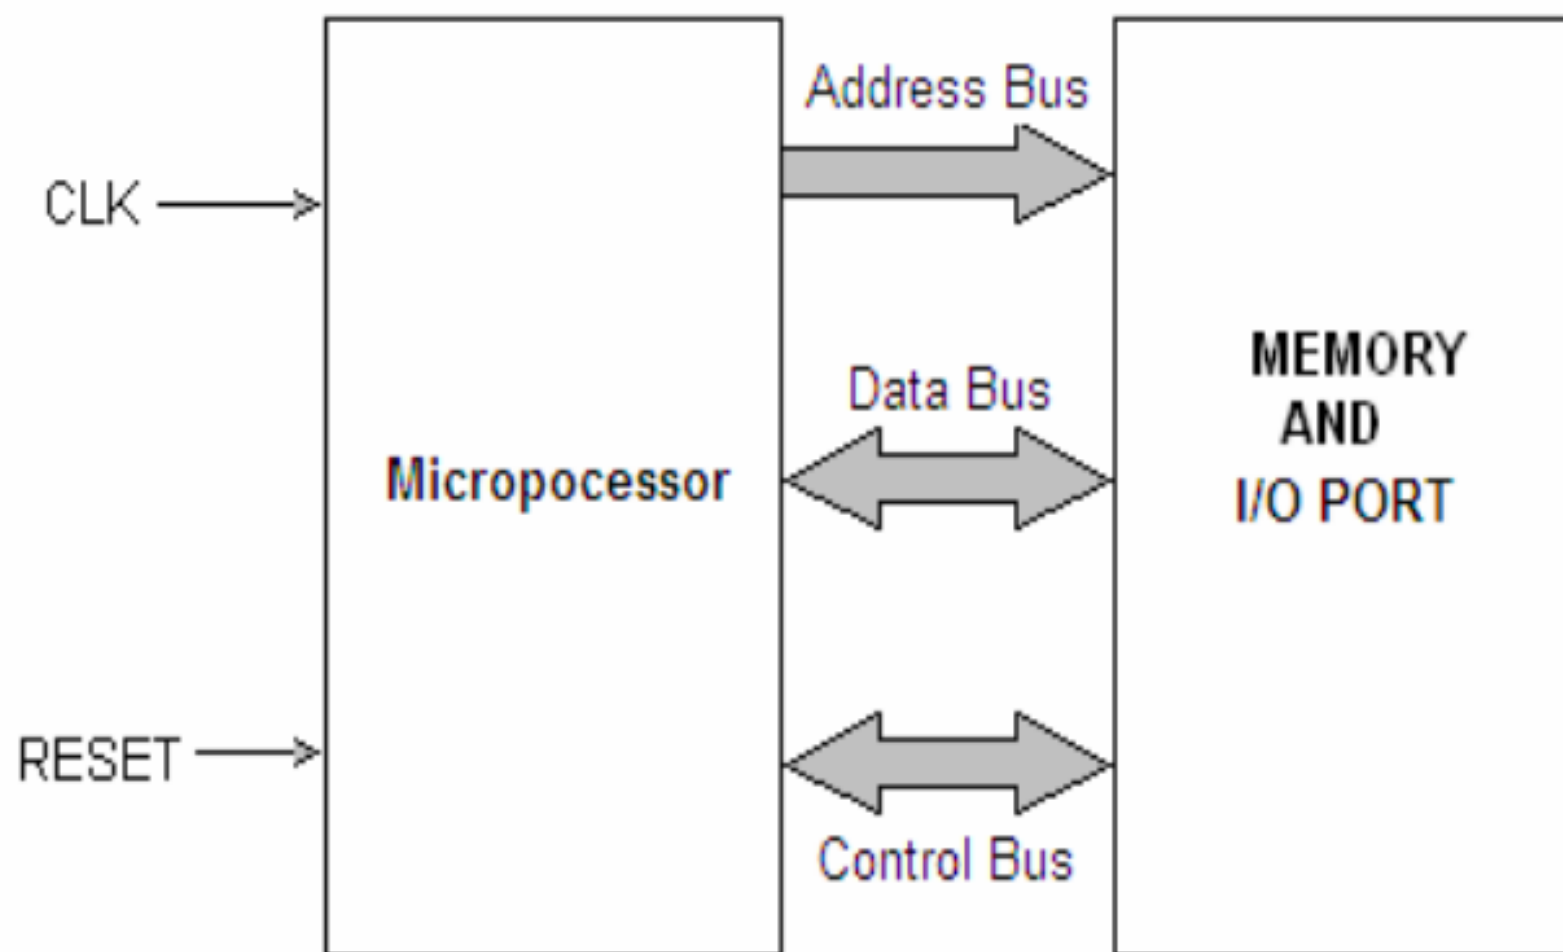 Address Bus
CLK
Data Bus
MEMORY
AND
I/O PORT
Micropocessor
RESET
Control Bus